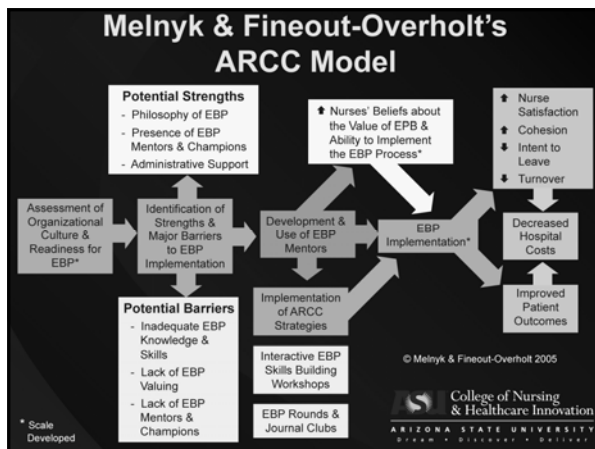 Melnyk & Fineout-Overholt's
ARCC Model
Potential Strengths
- Philosophy of EBP
- Presence of EBP
Mentors & Champions
- Administrative Support
Nurses' Beliefs about
the Value of EPB &
Ability to Implement
the EBP Process*
Nurse
Satisfaction
Cohesion
Intent to
Leave
Turnover
Assessment of
Organizational
Culture &
Readiness for
EBP*
Identification of
Strengths &
Major Barriers
to EBP
Implementation
Development &
Use of EBP
Mentors
EBP
Implementation*
Decreased
Hospital
Costs
Implementation
of ARCC
Strategies
Improved
Patient
Outcomes
Potential Barriers
- Inadequate EBP
Knowledge &
Skills
- Lack of EBP
Valuing
- Lack of EBP
Mentors &
Champions
Interactive EBP
Skills Building
Workshops
EBP Rounds &
Journal Clubs
© Melnyk & Fineout-Overholt 2005
* Scale
Developed
ASU College of Nursing
& Healthcare Innovation
ARIZONA STATE UNIVERSITY
Dream • Discover • Deliver